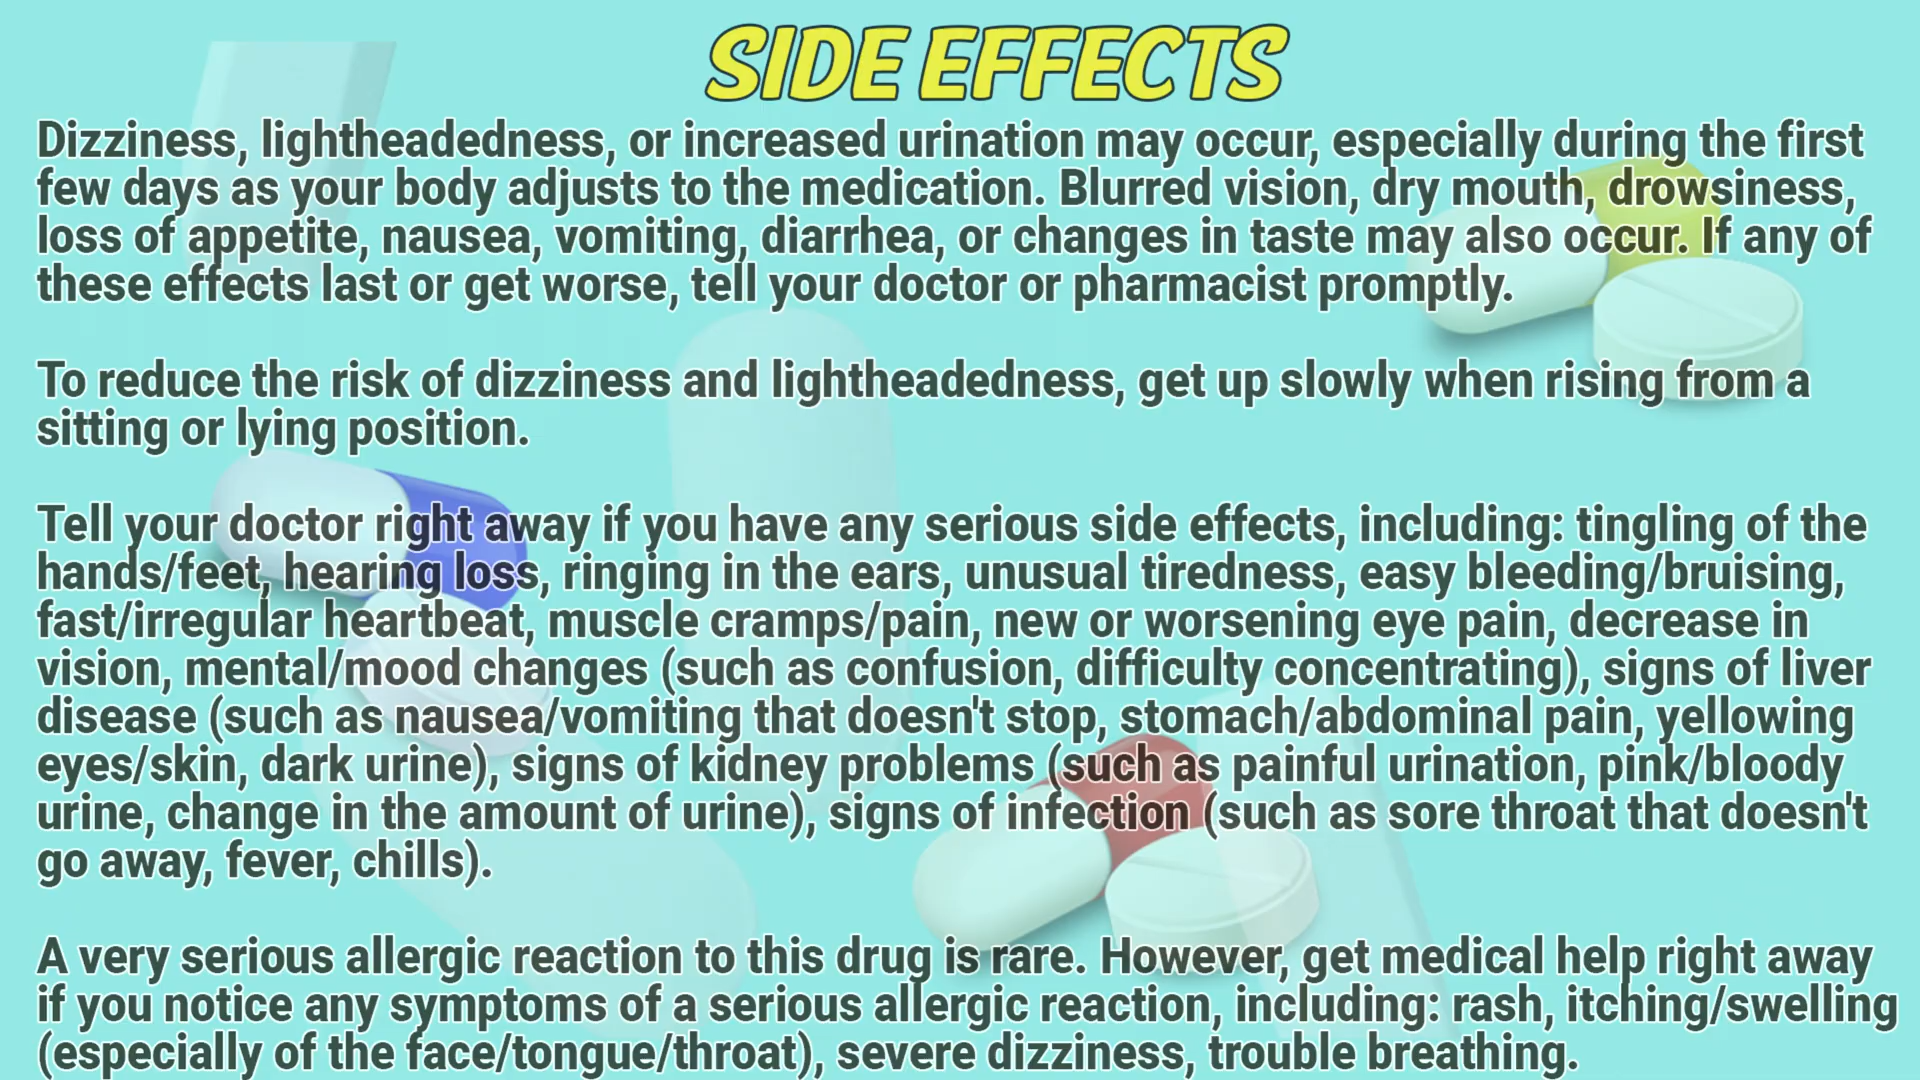 SIDE EFFECTS
Dizziness, lightheadedness, or increased urination may occur, especially during the first
few days as your body adjusts to the medication. Blurred vision, dry mouth, drowsiness,
loss of appetite, nausea, vomiting, diarrhea, or changes in taste may also occur. If any of
these effects last or get worse, tell your doctor or pharmacist promptly.
To reduce the risk of dizziness and lightheadedness, get up slowly when rising from a
sitting or lying position.
Tell your doctor right away if you have any serious side effects, including: tingling of the
hands/feet, hearing loss, ringing in the ears, unusual tiredness, easy bleeding/bruising,
fast/irregular heartbeat, muscle cramps/pain, new or worsening eye pain, decrease in
vision, mental/mood changes (such as confusion, difficulty concentrating), signs of liver
disease (such as nausea/vomiting that doesn't stop, stomach/abdominal pain, yellowing
eyes/skin, dark urine), signs of kidney problems (such as painful urination, pink/bloody
urine, change in the amount of urine), signs of infection (such as sore throat that doesn't
go away, fever, chills).
A very serious allergic reaction to this drug is rare. However, get medical help right away
if you notice any symptoms of a serious allergic reaction, including: rash, itching/swelling
(especially of the face/tongue/throat), severe dizziness, trouble breathing.